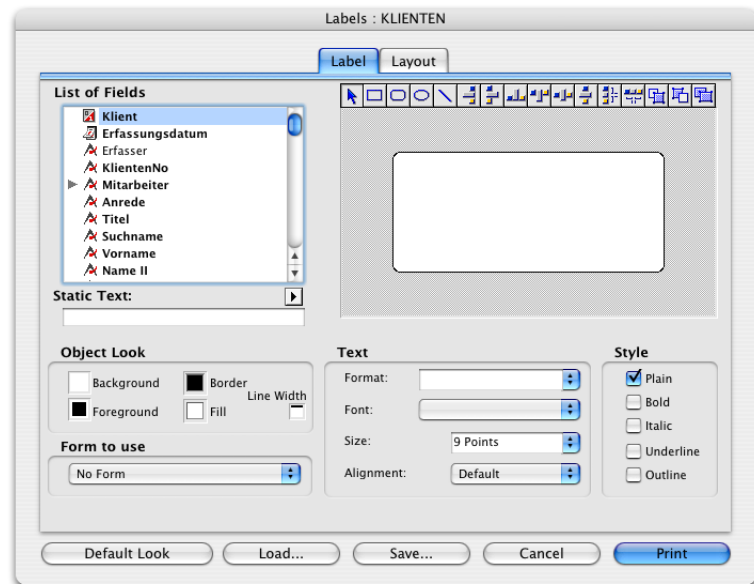 Labels : KLIENTEN
Label Layout
List of Fields
Klient
Erfassungsdatum
Erfasser
KlientenNo
Mitarbeiter
Anrede
Titel
Suchname
Vorname
Name II
Static Text:
Object Look
Background
Border
Line Width
Foreground
Fill
Form to use
No Form
Text
Format:
Font:
Size: 9 Points
Alignment: Default
Style
Plain
Bold
Italic
Underline
Outline
Default Look Load... Save... Cancel Print